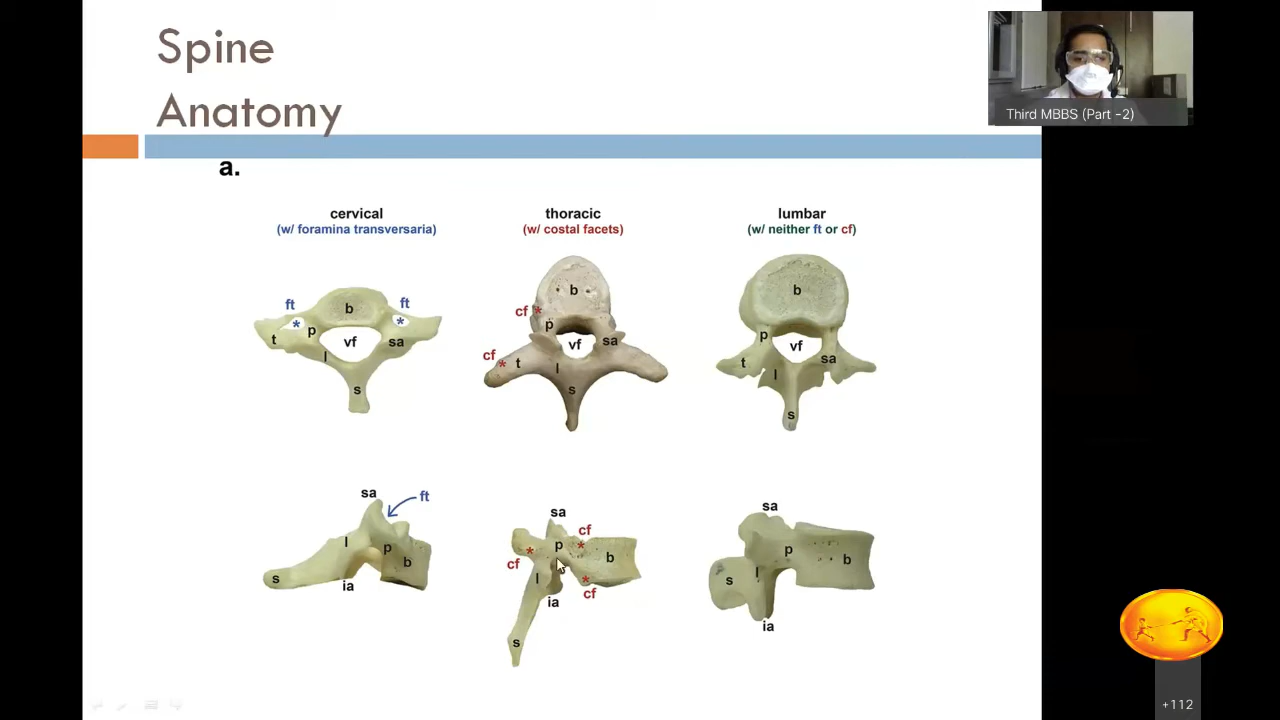 Spine
Anatomy
Third MBBS (Part -2)
a.
cervical
(w/ foramina transversaria)
thoracic
(w/ costal facets)
lumbar
(w/ neither ft or cf)
ft
ft
b
*
*
t
p
vf
sa
l
s
b
cf *
p
vf
sa
cf
*
t
l
s
b
p
vf
t
sa
l
s
sa
ft
l
p
b
s
ia
sa
cf
p
*
*
b
cf
l
*
cf
ia
s
sa
p
b
l
s
ia
+112